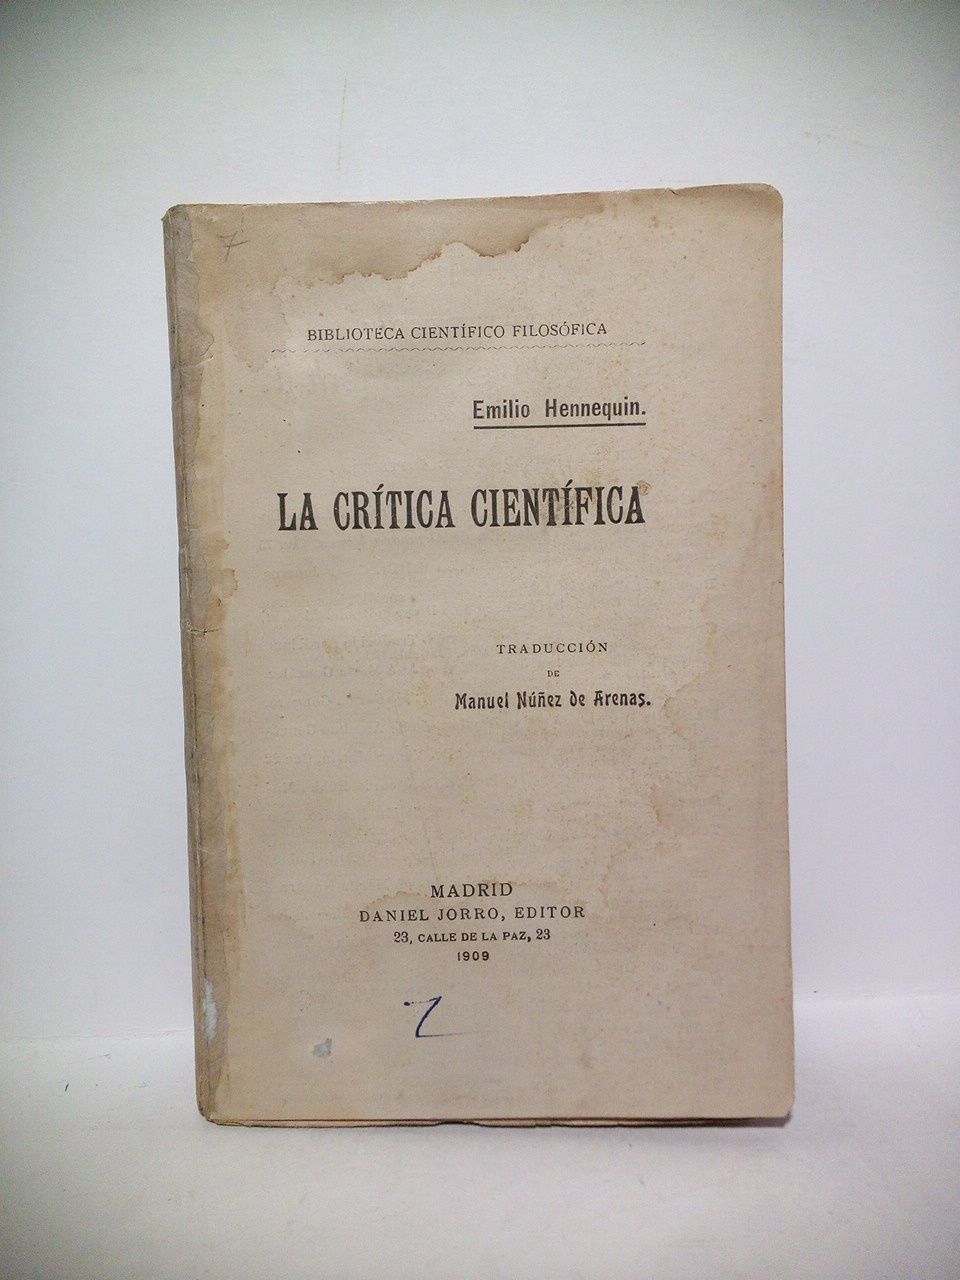 7
BIBLIOTECA CIENTÍFICO FILOSÓFICA
Emilio Hennequin.
LA CRÍTICA CIENTÍFICA
TRADUCCIÓN
DE
Manuel Núñez de Arenas.
MADRID
DANIEL JORRO, EDITOR
23, CALLE DE LA PAZ, 23
1909